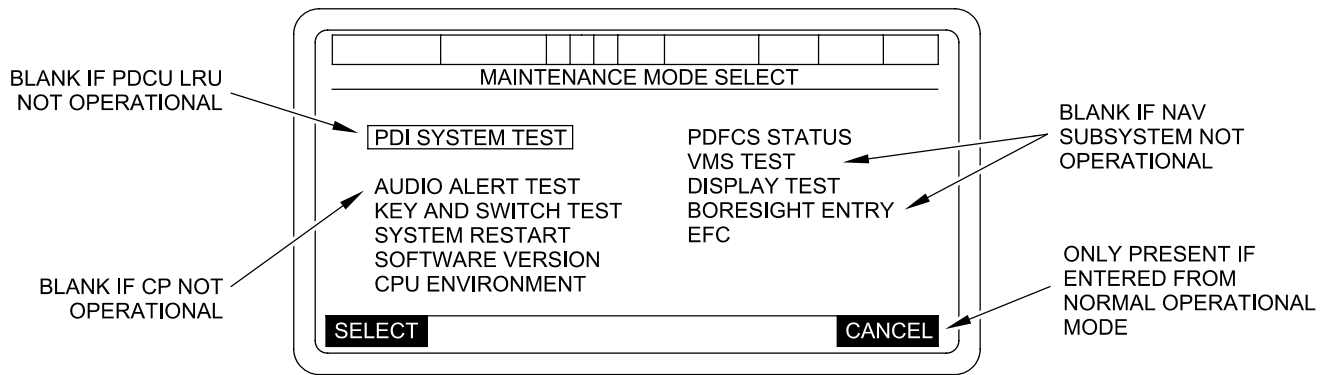 MAINTENANCE MODE SELECT
BLANK IF PDCU LRU
NOT OPERATIONAL
PDI SYSTEM TEST
AUDIO ALERT TEST
KEY AND SWITCH TEST
SYSTEM RESTART
SOFTWARE VERSION
CPU ENVIRONMENT
BLANK IF CP NOT
OPERATIONAL
PDFCS STATUS
VMS TEST
DISPLAY TEST
BORESIGHT ENTRY
EFC
BLANK IF NAV
SUBSYSTEM NOT
OPERATIONAL
ONLY PRESENT IF
ENTERED FROM
NORMAL OPERATIONAL
MODE
SELECT
CANCEL